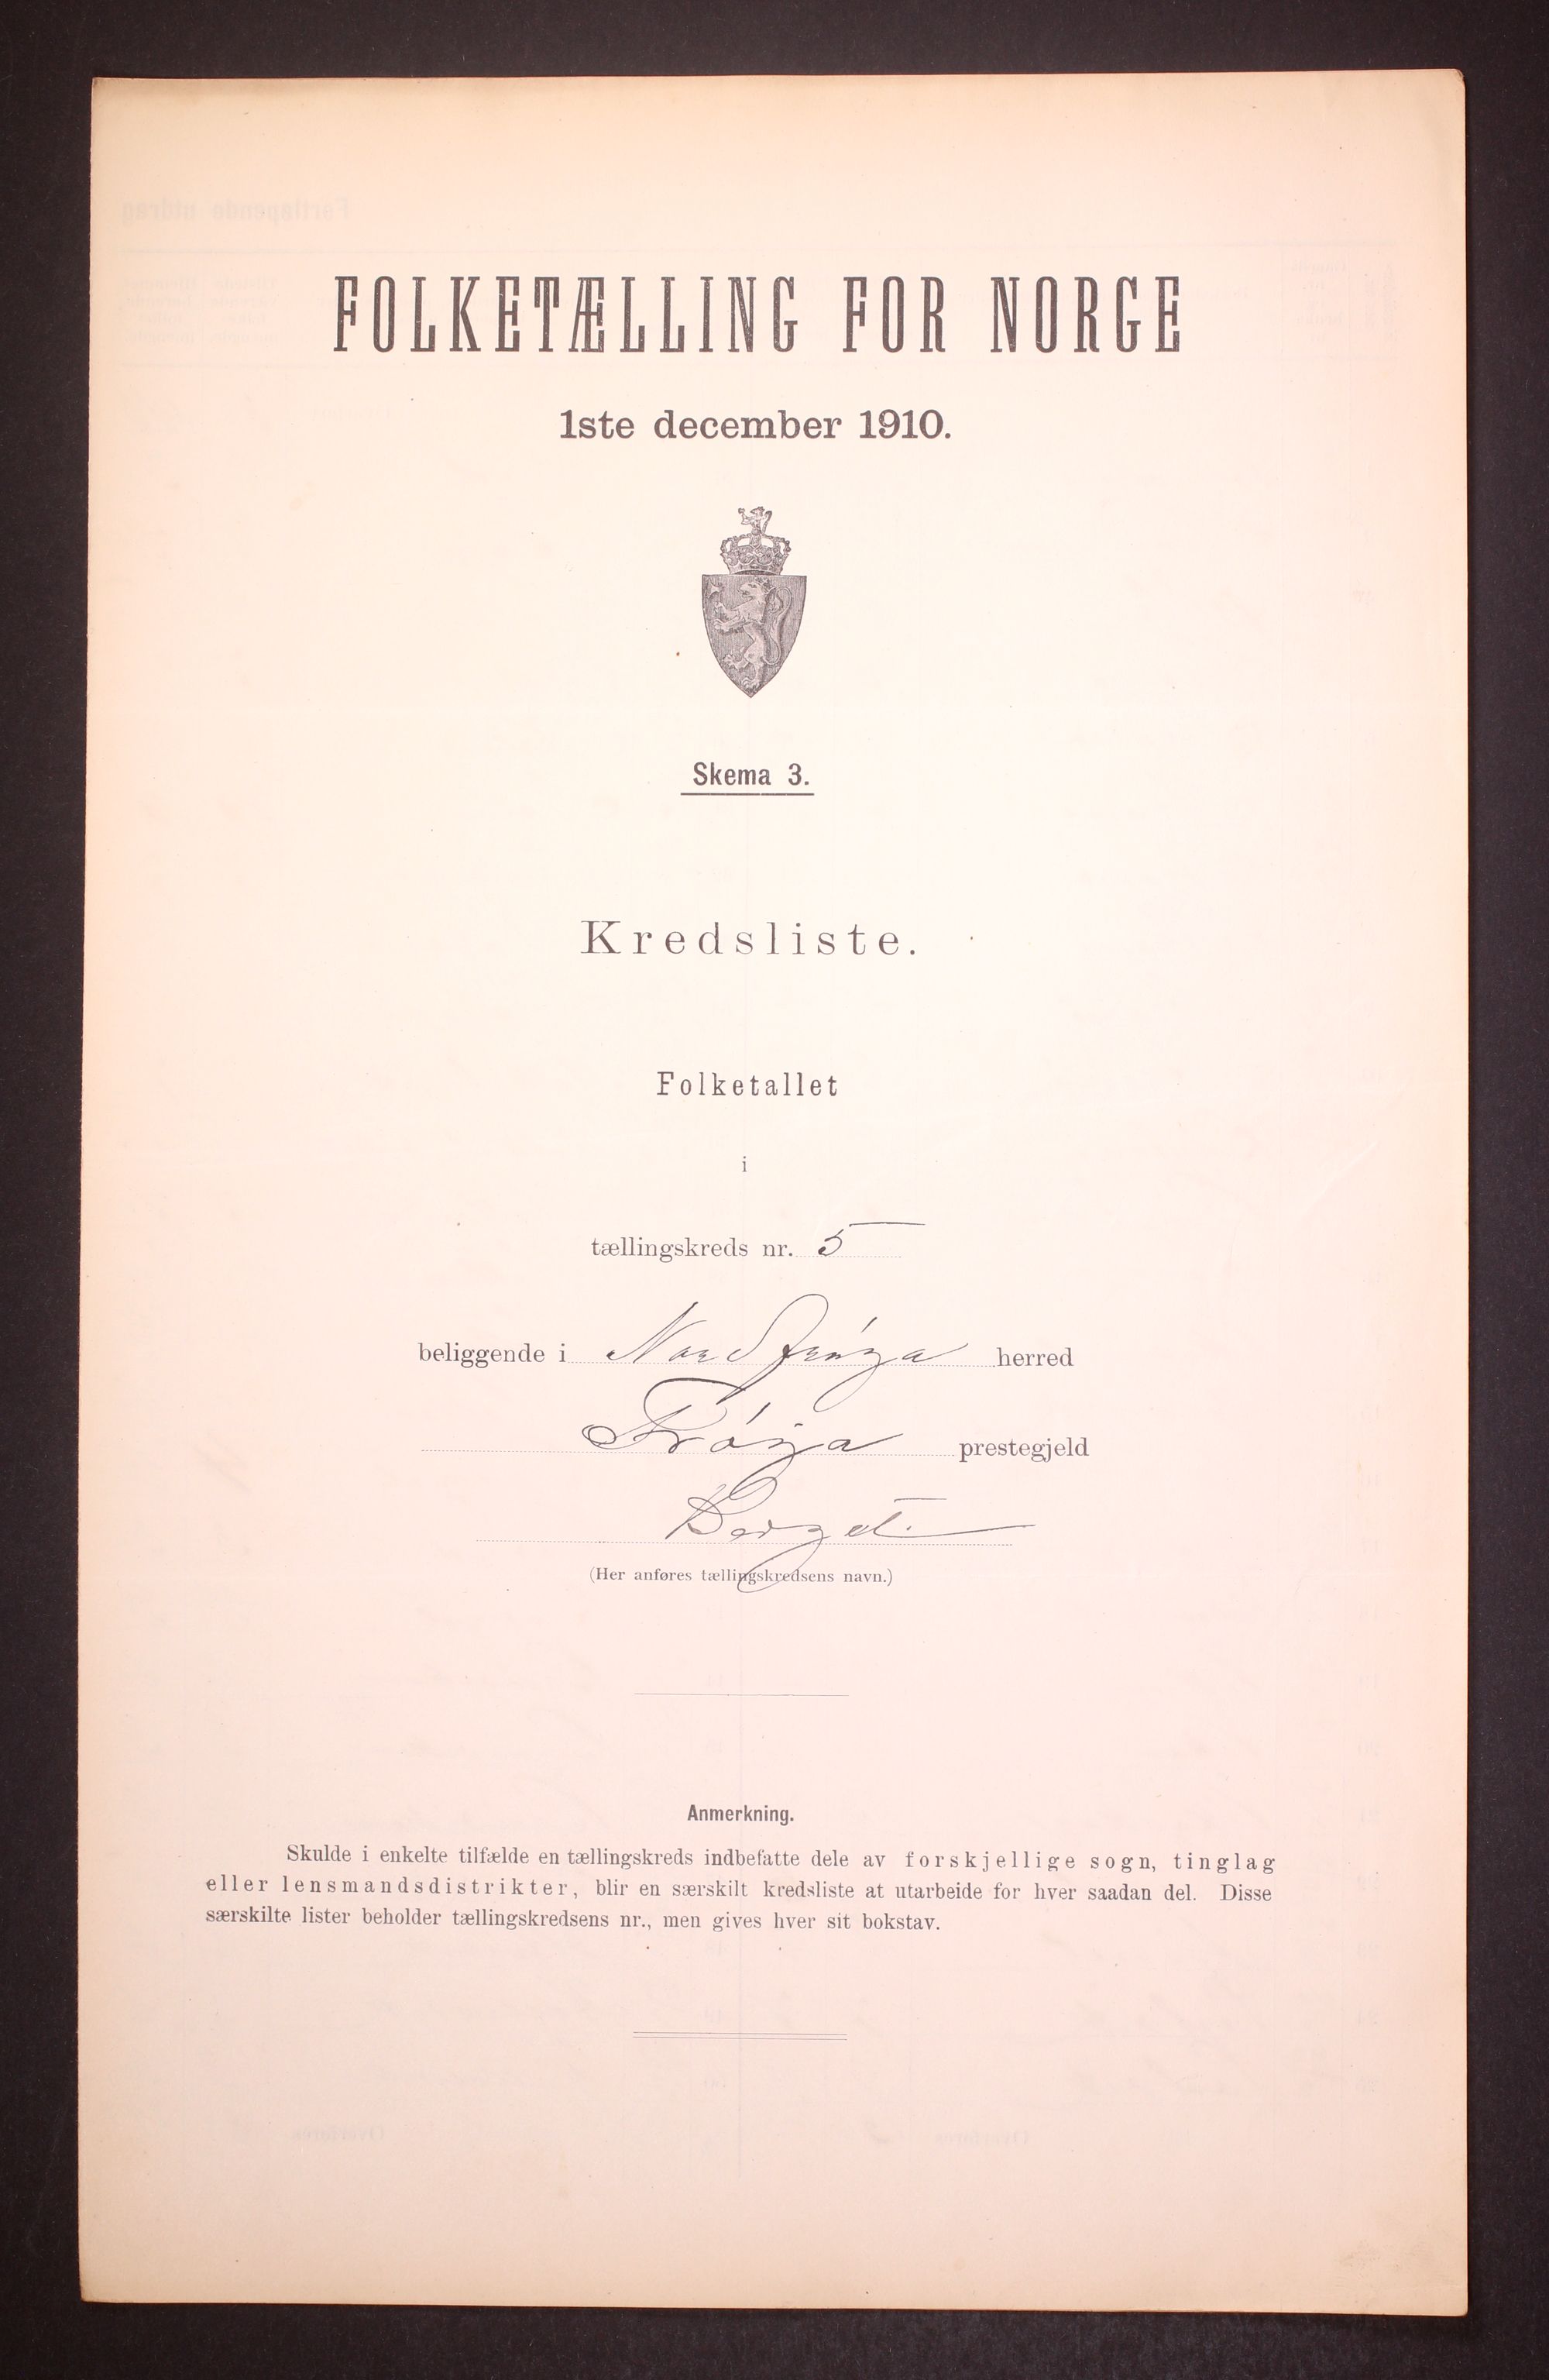 FOLKETÆLLING FOR NORGE
1ste december 1910.
Skema 3.
Kredsliste.
Folketallet
i
tællingskreds nr. 5
beliggende i Nordfrøya herred
Frøya prestegjeld
Berget.
(Her anføres tællingskredsens navn.)
Anmerkning.
Skulde i enkelte tilfælde en tællingskreds indbefatte dele av forskjellige sogn, tinglag
eller lensmandsdistrikter, blir en særskilt kredsliste at utarbeide for hver saadan del. Disse
særskilte lister beholder tællingskredsens nr., men gives hver sit bokstav.